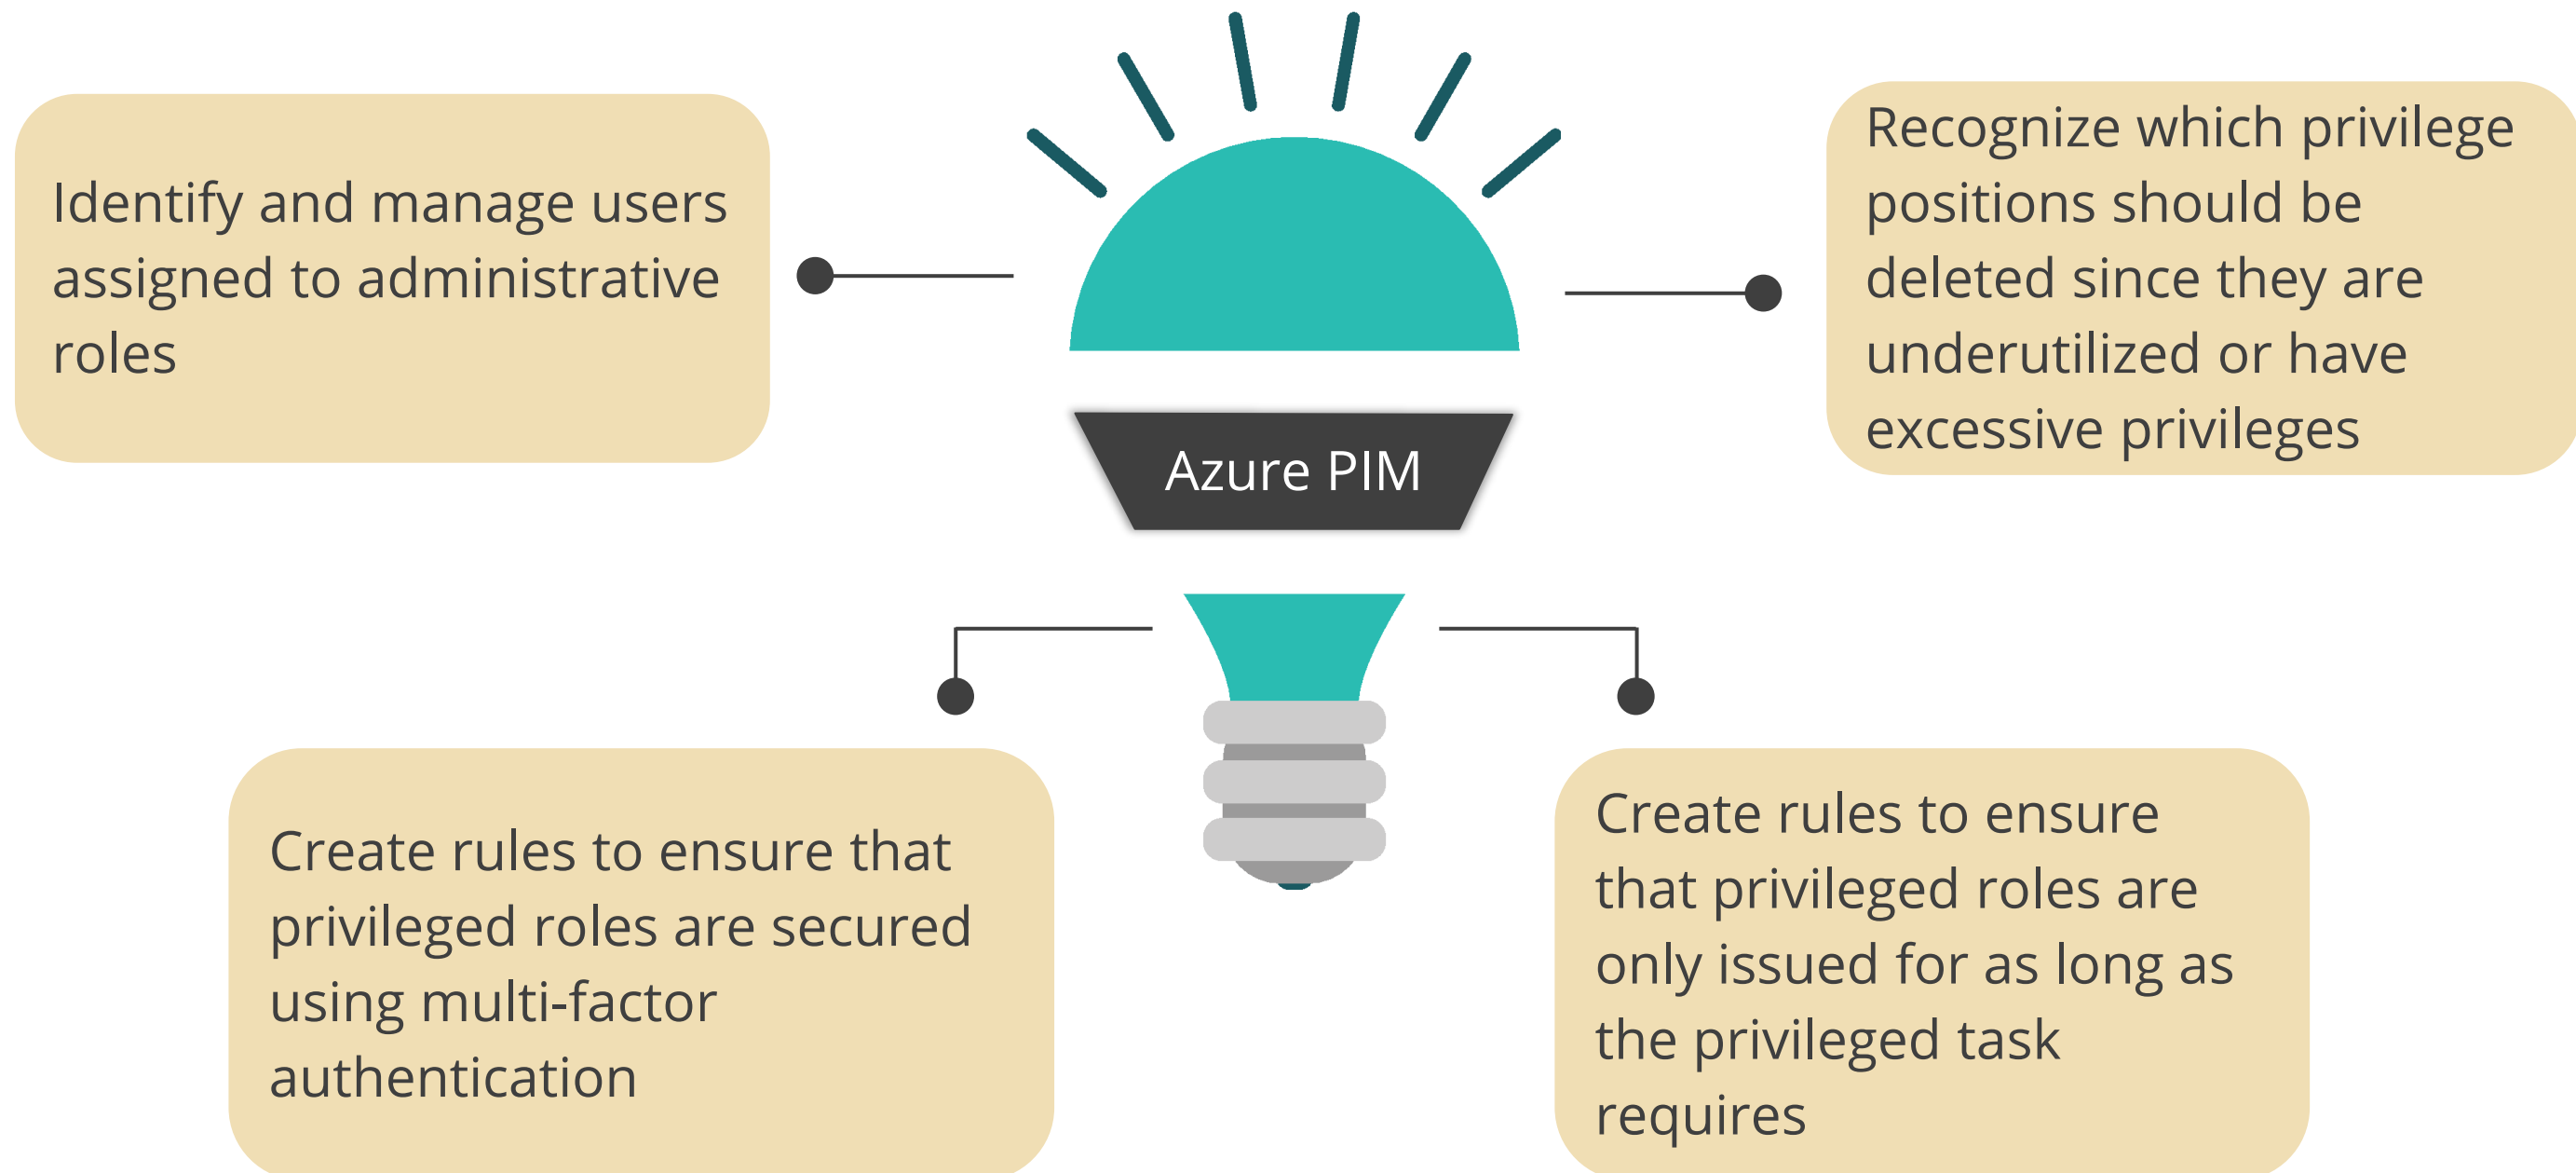 Identify and manage users
assigned to administrative
roles
Recognize which privilege
positions should be
deleted since they are
underutilized or have
excessive privileges
Azure PIM
Create rules to ensure that
privileged roles are secured
using multi-factor
authentication
Create rules to ensure
that privileged roles are
only issued for as long as
the privileged task
requires